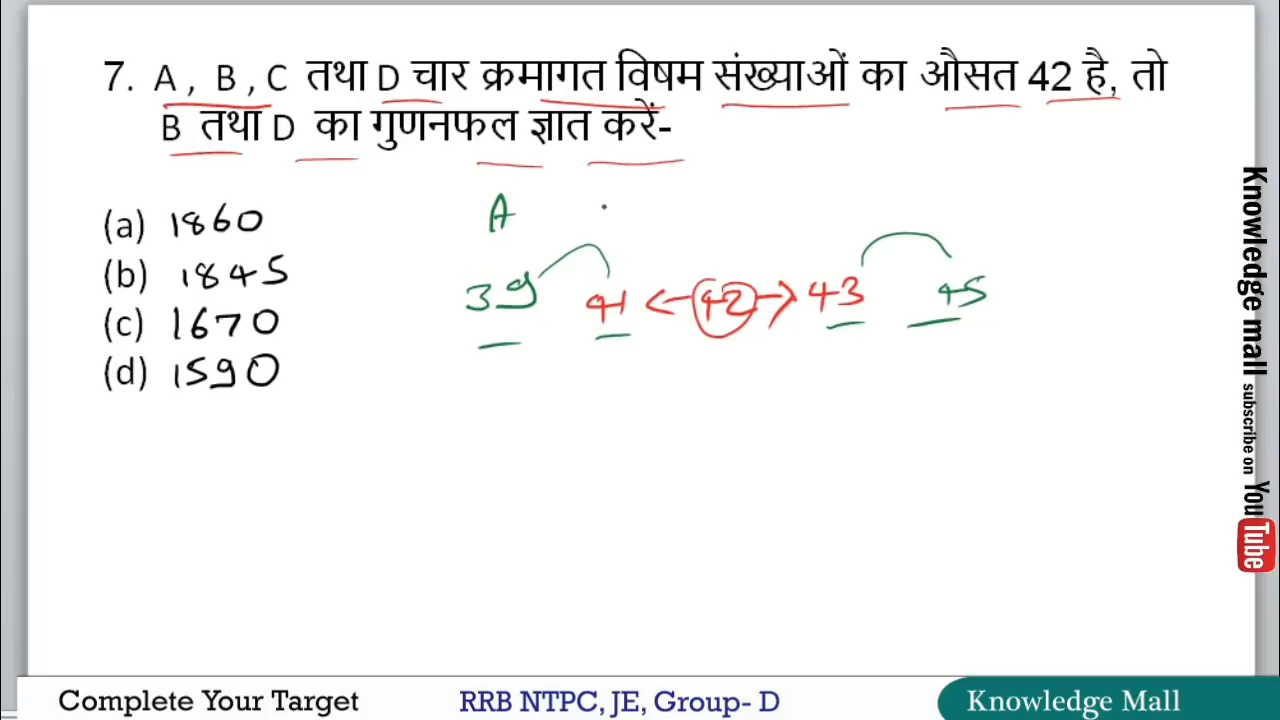 7. A , B , C तथा D चार क्रमागत विषम संख्याओं का औसत 42 है, तो
B तथा D का गुणनफल ज्ञात करें-
(a) 1860
(b) 1845
(c) 1670
(d) 1590
A
39 41 42 43 45
Knowledge mall subscribe on YouTube
Complete Your Target
RRB NTPC, JE, Group- D
Knowledge Mall